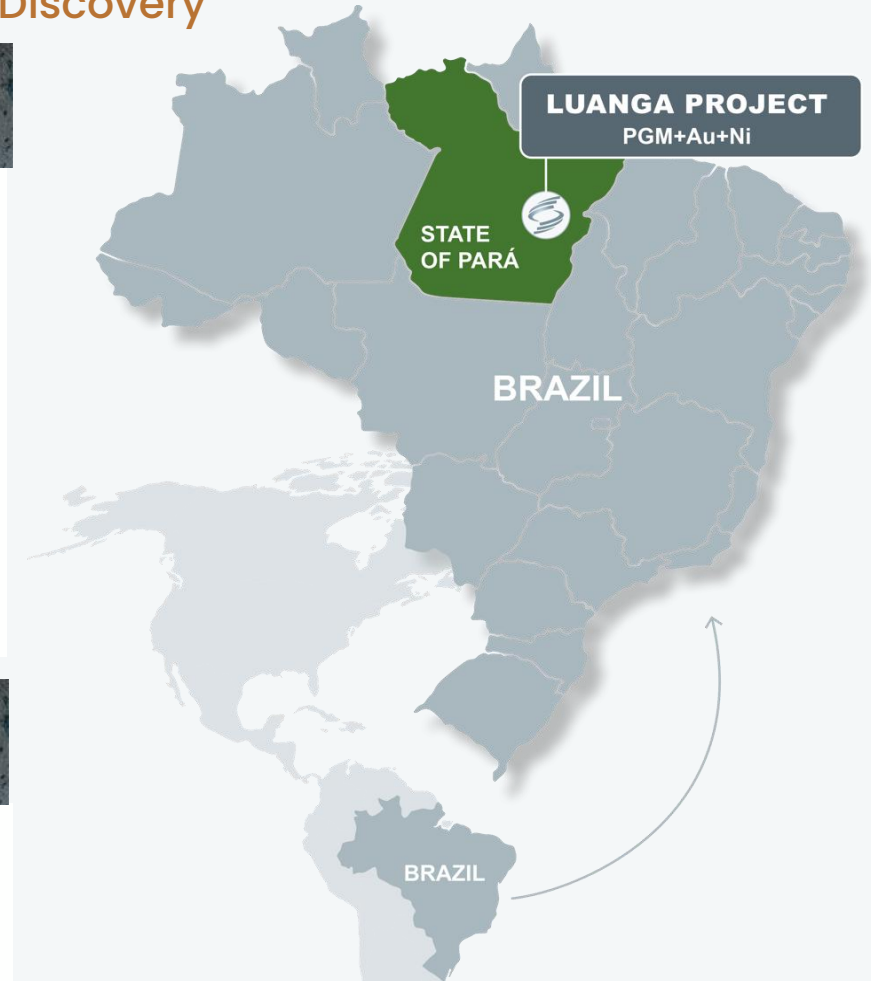 Discovery
LUANGA PROJECT
PGM+Au+Ni
STATE
OF PARÁ
BRAZIL
BRAZIL